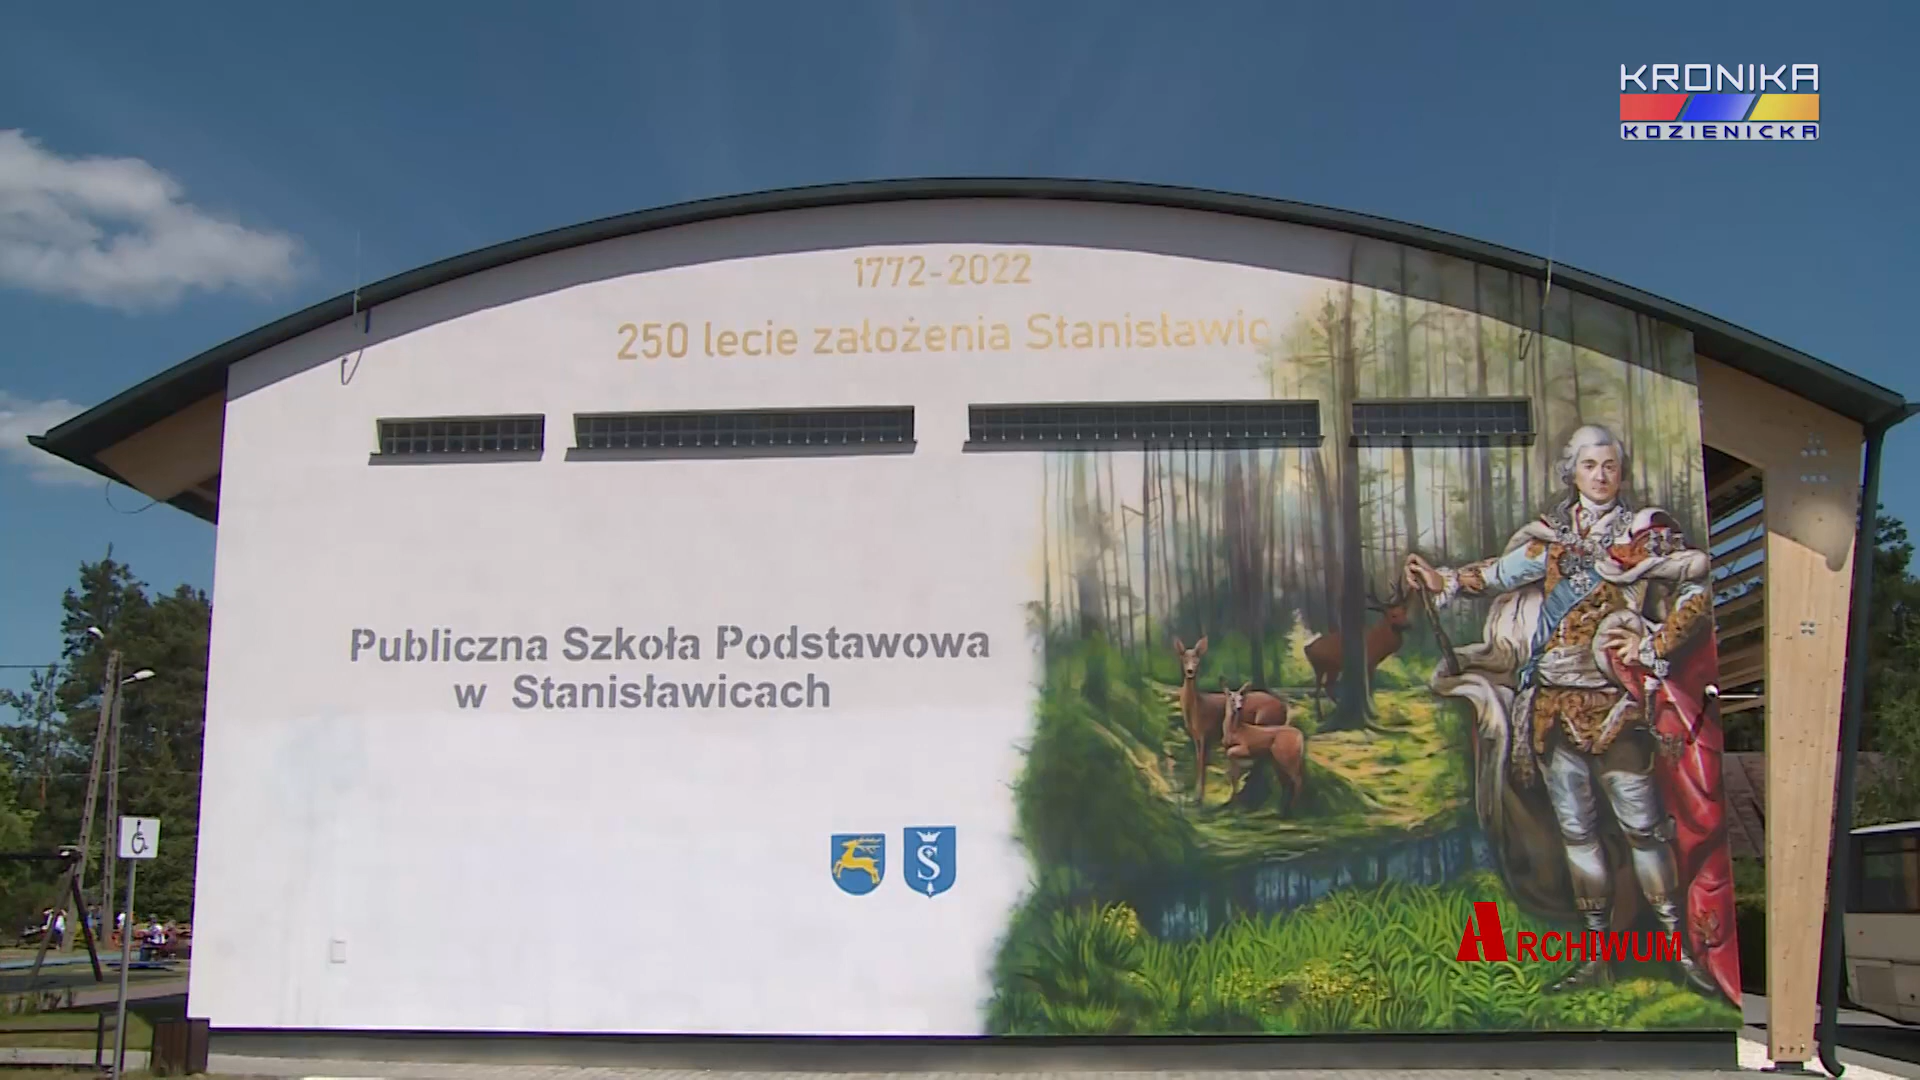 KRONIKA
KOZIENICKA
1772-2022
250 lecie założenia Stanisławic
Publiczna Szkoła Podstawowa
w Stanisławicach
S
ARCHIWUM